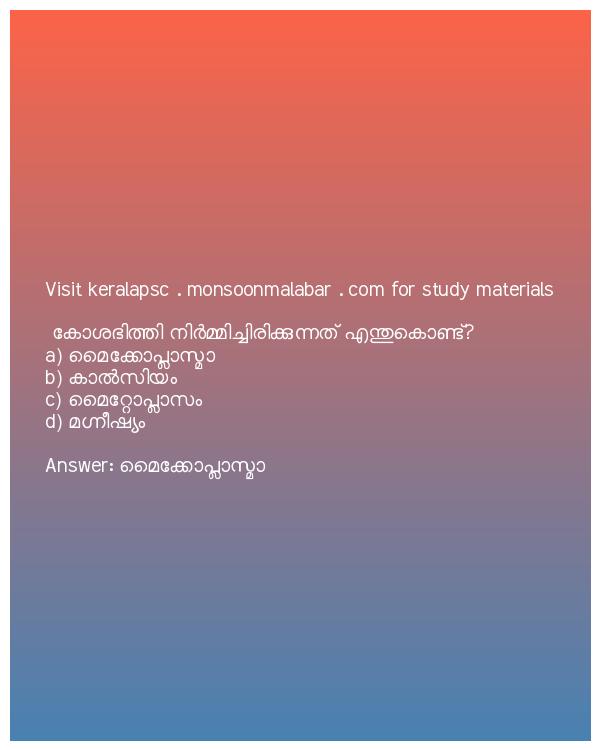 Visit keralapsc . monsoonmalabar . com for study materials
കോശഭിത്തി നിർമ്മിച്ചിരിക്കുന്നത് എന്തുകൊണ്ട്?
a) മൈക്കോപ്ലാസ്മാ
b) കാൽസിയം
c) മൈറ്റോപ്ലാസം
d) മഗ്നീഷ്യം
Answer: മൈക്കോപ്ലാസ്മാ